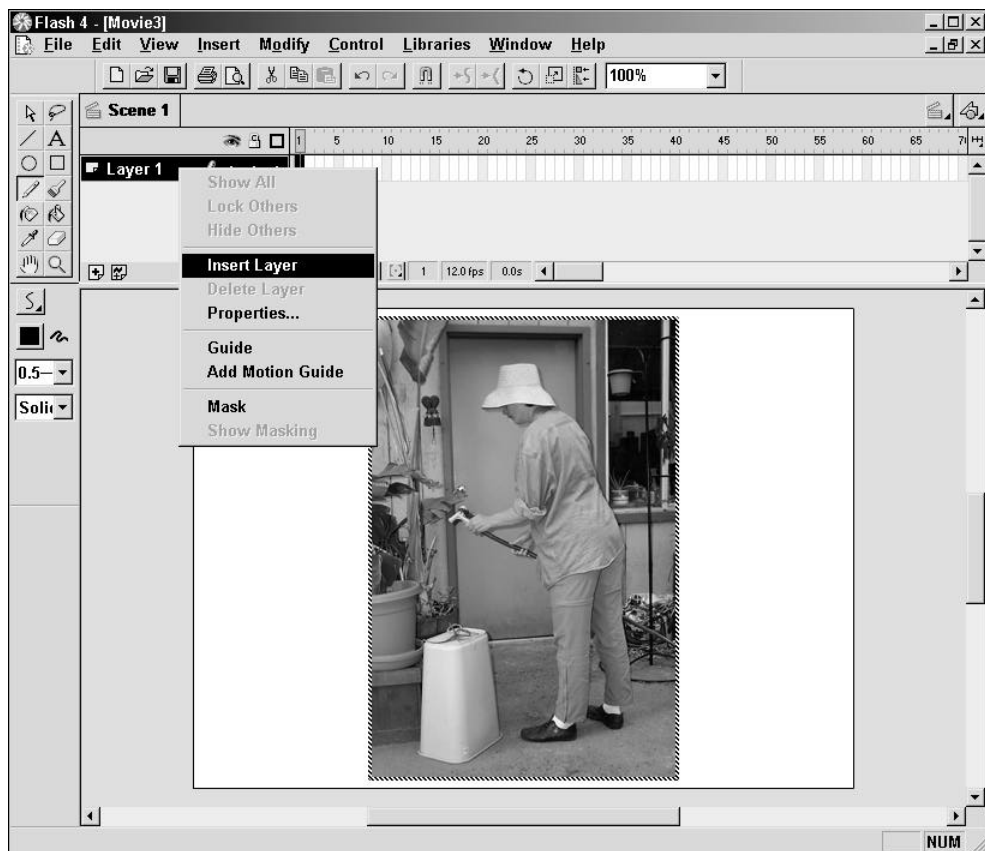 Flash 4 - [Movie3]
File Edit View Insert Modify Control Libraries Window Help
100%
Scene 1
1 5 10 15 20 25 30 35 40 45 50 55 60 65
Layer 1
Show All
Lock Others
Hide Others
Insert Layer
Delete Layer
Properties...
Guide
Add Motion Guide
Mask
Show Masking
1 12.0 fps 0.0s
A
0.5
NUM